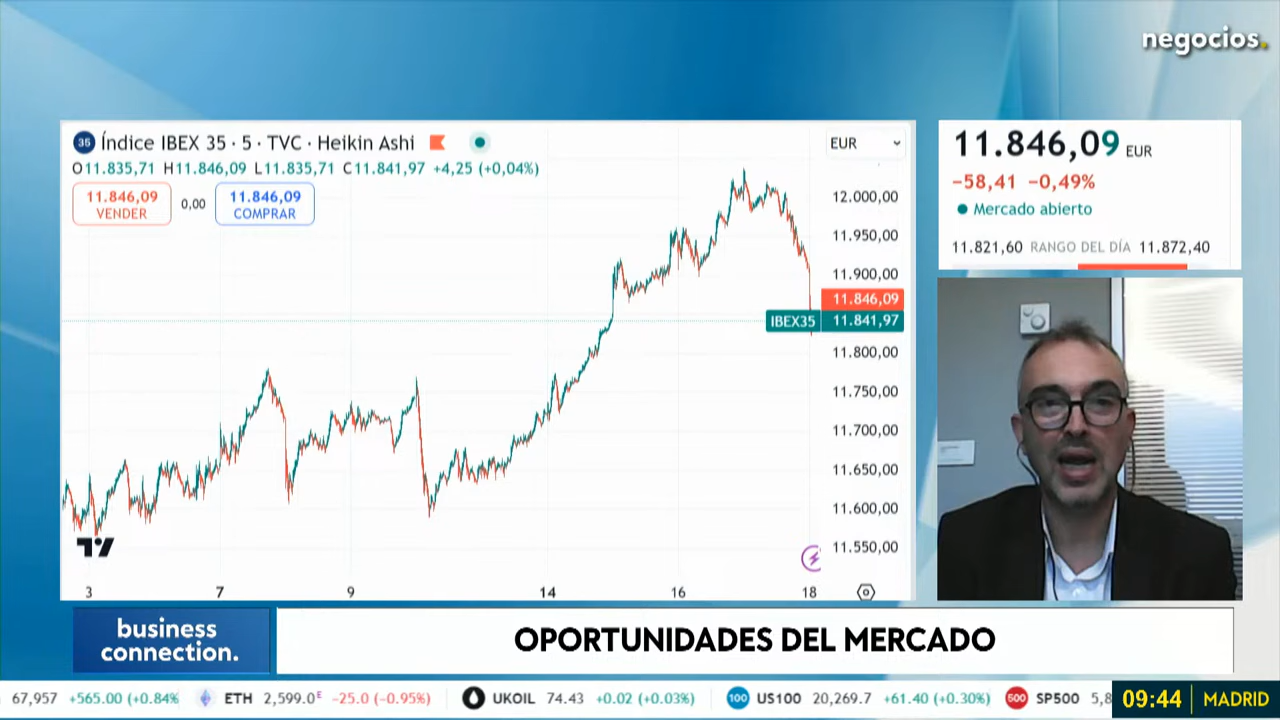 negocios.
35 Índice IBEX 35 · 5 · TVC · Heikin Ashi
O11.835,71 H11.846,09 L11.835,71 C11.841,97 +4,25 (+0,04%)
11.846,09
VENDER
0,00
11.846,09
COMPRAR
EUR
12.000,00
11.950,00
11.900,00
11.846,09
IBEX35 11.841,97
11.800,00
11.750,00
11.700,00
11.650,00
11.600,00
11.550,00
3 7 9 14 16 18
11.846,09 EUR
−58,41 −0,49%
Mercado abierto
11.821,60 RANGO DEL DÍA 11.872,40
business
connection.
OPORTUNIDADES DEL MERCADO
67,957 +565.00 (+0.84% ETH 2,599.0 E -25.0 (-0.95%) UKOIL 74.43 +0.02 (+0.03%) 100 US100 20,269.7 +61.40 (+0.30%) 500 SP500 5,8 09:44 MADRID